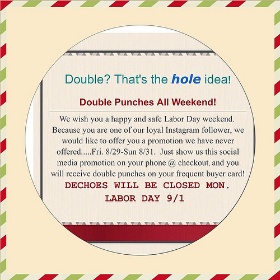 Double? That's the hole idea!
Double Punches All Weekend!
We wish you a happy and safe Labor Day weekend.
Because you are one of our loyal Instagram follower, we
would like to offer you a promotion we have never
offered.....Fri. 8/29-Sun 8/31.  Just show us this social
media promotion on your phone @ checkout, and you
will receive double punches on your frequent buyer card!
DECHOES WILL BE CLOSED MON.
LABOR DAY 9/1